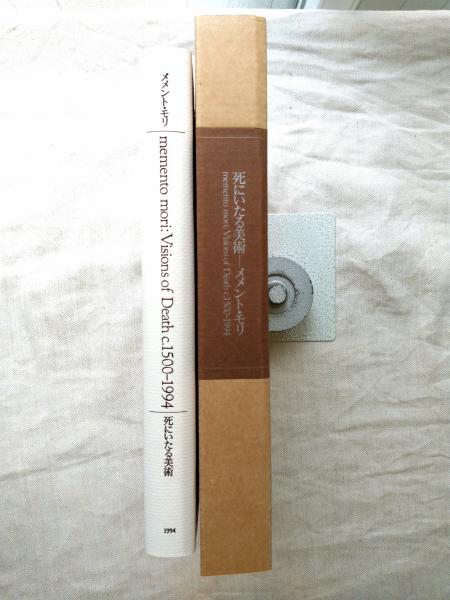 メメント・モリ
memento mori: Visions of Death c.1500–1994
死にいたる美術
1994
死にいたる美術—メメント・モリ
memento mori: Visions of Death c.1500–1994